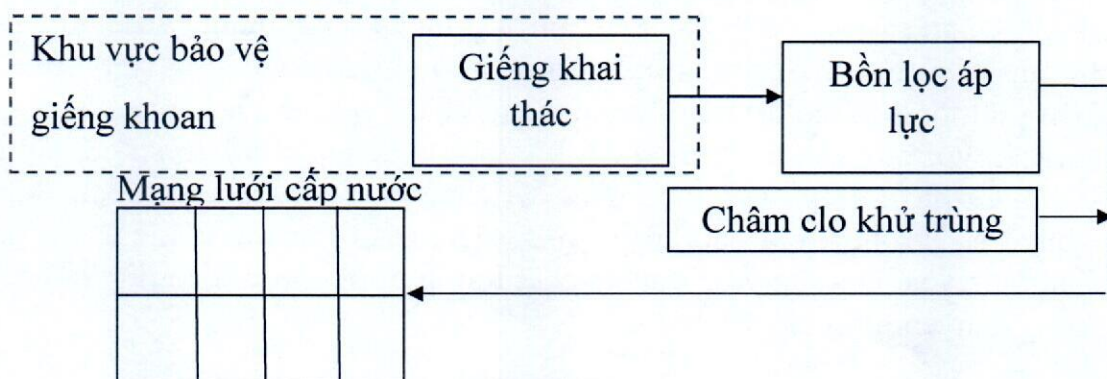 Khu vực bảo vệ
giếng khoan
Giếng khai
thác
Bồn lọc áp
lực
Mạng lưới cấp nước
Châm clo khử trùng